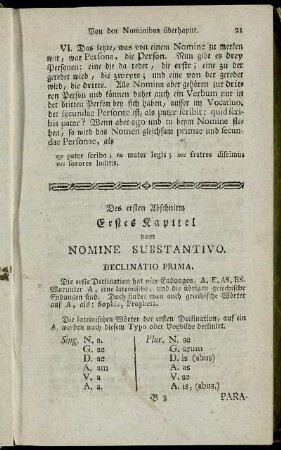 Von den Nominibus überhaupt. 21
VI. Das letzte, was von einem Nomine zu merken
ist, war Persona, die Person. Nun gibt es drey
Personen: eine die da redet, die erste; eine zu der
geredet wird, die zweyte; und eine von der geredet
wird, die dritte. Alle Nomina aber gehören zur drit-
ten Person und können daher auch ein Verbum nur in
der dritten Person bey sich haben, ausser im Vocativo,
der secundae Personae ist, als pater scribit: quid scri-
bis pater? Wenn aber ego und tu beym Nomine ste-
hen, so wird das Nomen gleichsam primae und secun-
dae Personae, als
ego pater scribo: tu mater legis; nos fratres discimus
vos sorores luditis.
Des ersten Abschnitts
Erstes Kapitel
vom
NOMINE SUBSTANTIVO.
DECLINATIO PRIMA.
Die erste Declination hat vier Endungen, A, E, AS, ES.
Worunter A, eine lateinische, und die übrigen griechische
Endungen sind. Doch findet man auch griechische Wörter
auf A, als: Sophia, Propheta.
Die lateinischen Wörter der ersten Declination, auf ein
A, werden nach diesem Typo oder Vorbilde declinirt.
Sing. N. a. Plur. N. ae
G. ae G. arum
D. ae D. is (abus)
A. am A. as
V. a V. ae
A. a. A. is, (abus.)
B 3 PARA-